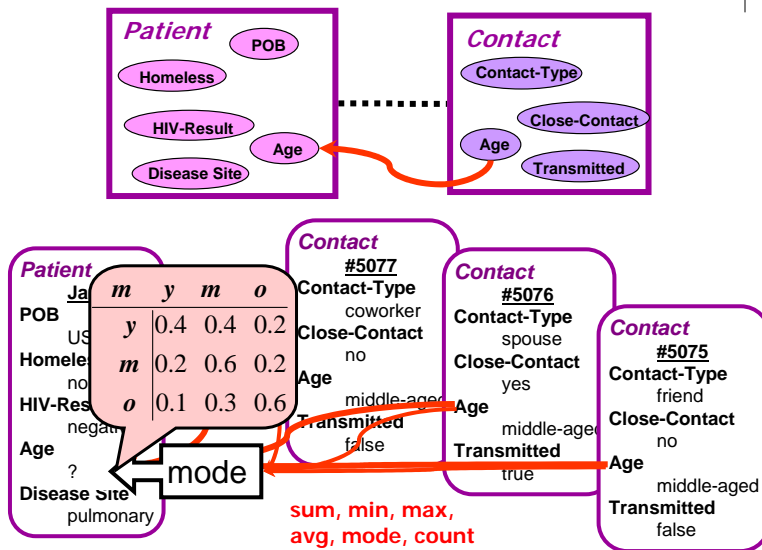 Patient
POB
Homeless
HIV-Result
Age
Disease Site
Contact
Contact-Type
Close-Contact
Age
Transmitted
Patient
POB
Homeles
no
HIV-Res
negati
Age
?
Disease Site
pulmonary
m y m o
y 0.4 0.4 0.2
m 0.2 0.6 0.2
o 0.1 0.3 0.6
mode
Contact
#5077
Contact-Type
coworker
Close-Contact
no
Age
middle-aged
Transmitted
false
Contact
#5076
Contact-Type
spouse
Close-Contact
yes
Age
middle-aged
Transmitted
true
Contact
#5075
Contact-Type
friend
Close-Contact
no
Age
middle-aged
Transmitted
false
sum, min, max,
avg, mode, count